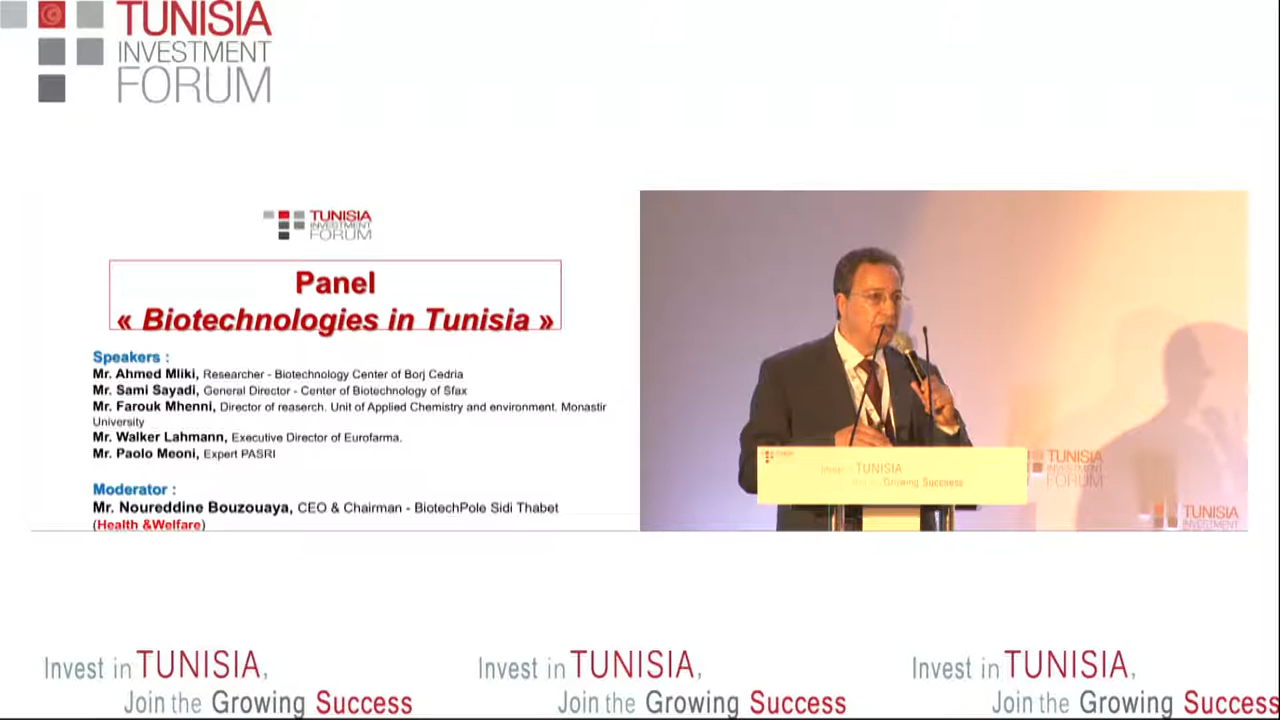 TUNISIA
INVESTMENT
FORUM
TUNISIA
INVESTMENT
FORUM
Panel
« Biotechnologies in Tunisia »
Speakers :
Mr. Ahmed Mliki, Researcher - Biotechnology Center of Borj Cedria
Mr. Sami Sayadi, General Director - Center of Biotechnology of Sfax
Mr. Farouk Mhenni, Director of reaserch. Unit of Applied Chemistry and environment. Monastir
University
Mr. Walker Lahmann, Executive Director of Eurofarma.
Mr. Paolo Meoni, Expert PASRI
Moderator :
Mr. Noureddine Bouzouaya, CEO & Chairman - BiotechPole Sidi Thabet
(Health &Welfare)
TUNISIA
Growing Success
TUNISIA
INVESTMENT
FORUM
TUNISIA
INVESTMENT
Invest in TUNISIA,
Join the Growing Success
Invest in TUNISIA,
Join the Growing Success
Invest in TUNISIA,
Join the Growing Success